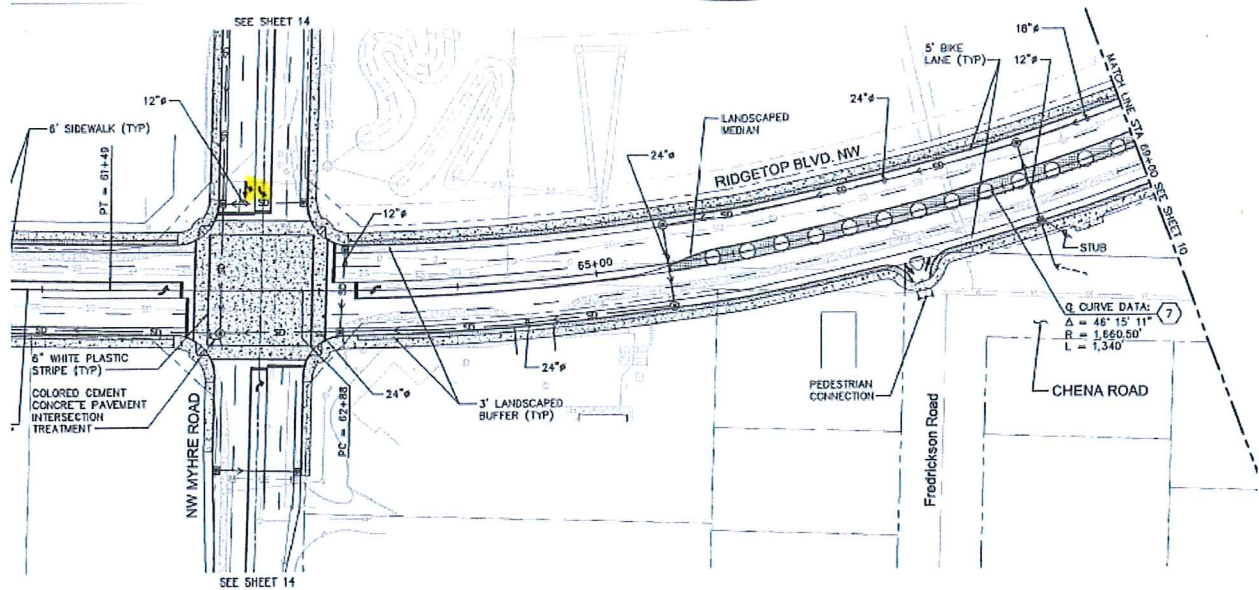 SEE SHEET 14
18"ø
5' BIKE
LANE (TYP)
12"ø
MATCH LINE STA 69+00 SEE SHEET 10
12"ø
24"ø
6' SIDEWALK (TYP)
LANDSCAPED
MEDIAN
PT = 61+49
24"ø
RIDGETOP BLVD. NW
SD
12"ø
65+00
STUB
℄ CURVE DATA:
7
Δ = 46° 15' 11"
R = 1,660.50'
L = 1,340'
6" WHITE PLASTIC
STRIPE (TYP)
24"ø
COLORED CEMENT
CONCRETE PAVEMENT
INTERSECTION
TREATMENT
24"ø
3' LANDSCAPED
BUFFER (TYP)
PEDESTRIAN
CONNECTION
CHENA ROAD
PC = 62+88
NW MYHRE ROAD
Fredrickson Road
SEE SHEET 14